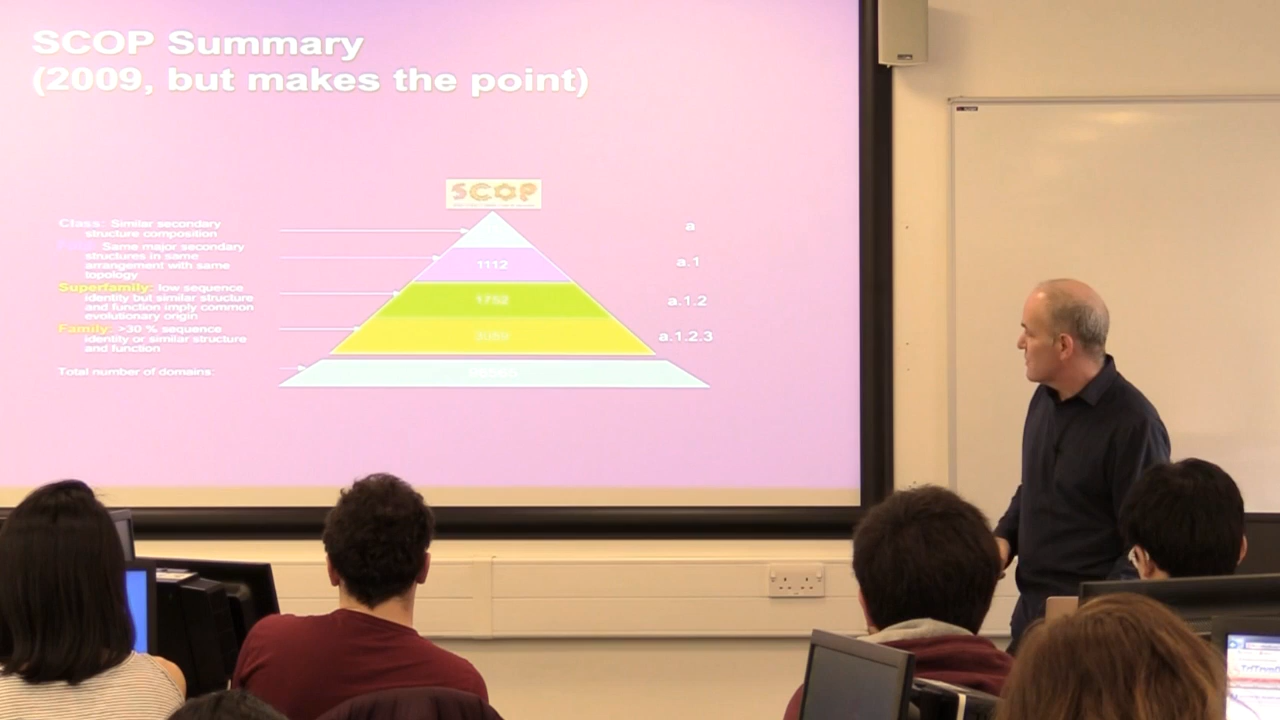 SCOP Summary
(2009, but makes the point)
SCOP
Class: Similar secondary
structure composition
a
Same major secondary
structures in same
arrangement with same
topology
1112
a.1
Superfamily: low sequence
identity but similar structure
and function imply common
evolutionary origin
a.1.2
Family: >30 % sequence
identity or similar structure
and function
a.1.2.3
Total number of domains: